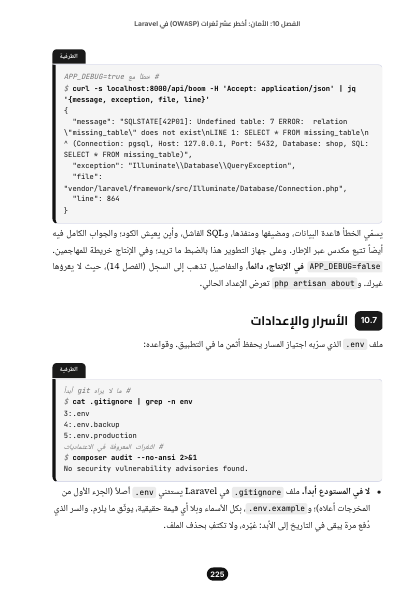 الفصل 10: الأمان: أخطر عشر ثغرات (OWASP) في Laravel
الطرفية
# خطأ مع APP_DEBUG=true
$ curl -s localhost:8000/api/boom -H 'Accept: application/json' | jq
'{message, exception, file, line}'
{
"message": "SQLSTATE[42P01]: Undefined table: 7 ERROR:  relation
\"missing_table\" does not exist\nLINE 1: SELECT * FROM missing_table\n
^ (Connection: pgsql, Host: 127.0.0.1, Port: 5432, Database: shop, SQL:
SELECT * FROM missing_table)",
"exception": "Illuminate\\Database\\QueryException",
"file":
"vendor/laravel/framework/src/Illuminate/Database/Connection.php",
"line": 864
}
يسمّي الخطأ قاعدة البيانات، ومضيفها ومنفذها، وSQL الفاشل، وأين يعيش الكود؛ والجواب الكامل فيه
أيضاً تتبع مكدس عبر الإطار. وعلى جهاز التطوير هذا بالضبط ما تريد؛ وفي الإنتاج خريطة للمهاجمين.
APP_DEBUG=false في الإنتاج، دائماً، والتفاصيل تذهب إلى السجل (الفصل 14)، حيث لا يقرؤها
غيرك. و php artisan about تعرض الإعداد الحالي.
10.7 الأسرار والإعدادات
ملف .env الذي سرّبه اجتياز المسار يحفظ أثمن ما في التطبيق. وقواعده:
الطرفية
# ما لا يراه git أبداً
$ cat .gitignore | grep -n env
3:.env
4:.env.backup
5:.env.production
# الثغرات المعروفة في الاعتماديات
$ composer audit --no-ansi 2>&1
No security vulnerability advisories found.
• لا في المستودع أبداً. ملف .gitignore في Laravel يستثني .env أصلاً (الجزء الأول من
المخرجات أعلاه)؛ و .env.example، بكل الأسماء وبلا أي قيمة حقيقية، يوثّق ما يلزم. والسر الذي
دُفع مرة يبقى في التاريخ إلى الأبد: غيّره، ولا تكتفِ بحذف الملف.
225